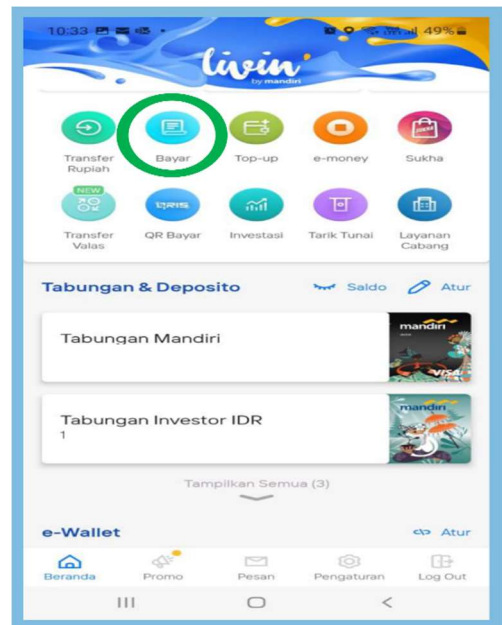 10:33
49%
livin'
by mandiri
Transfer
Rupiah
Bayar
Top-up
e-money
Sukha
NEW
QRIS
Transfer
Valas
QR Bayar
Investasi
Tarik Tunai
Layanan
Cabang
Tabungan & Deposito
Saldo
Atur
Tabungan Mandiri
mandiri
VISA
Tabungan Investor IDR
1
mandiri
Tampilkan Semua (3)
e-Wallet
Atur
Beranda
Promo
Pesan
Pengaturan
Log Out